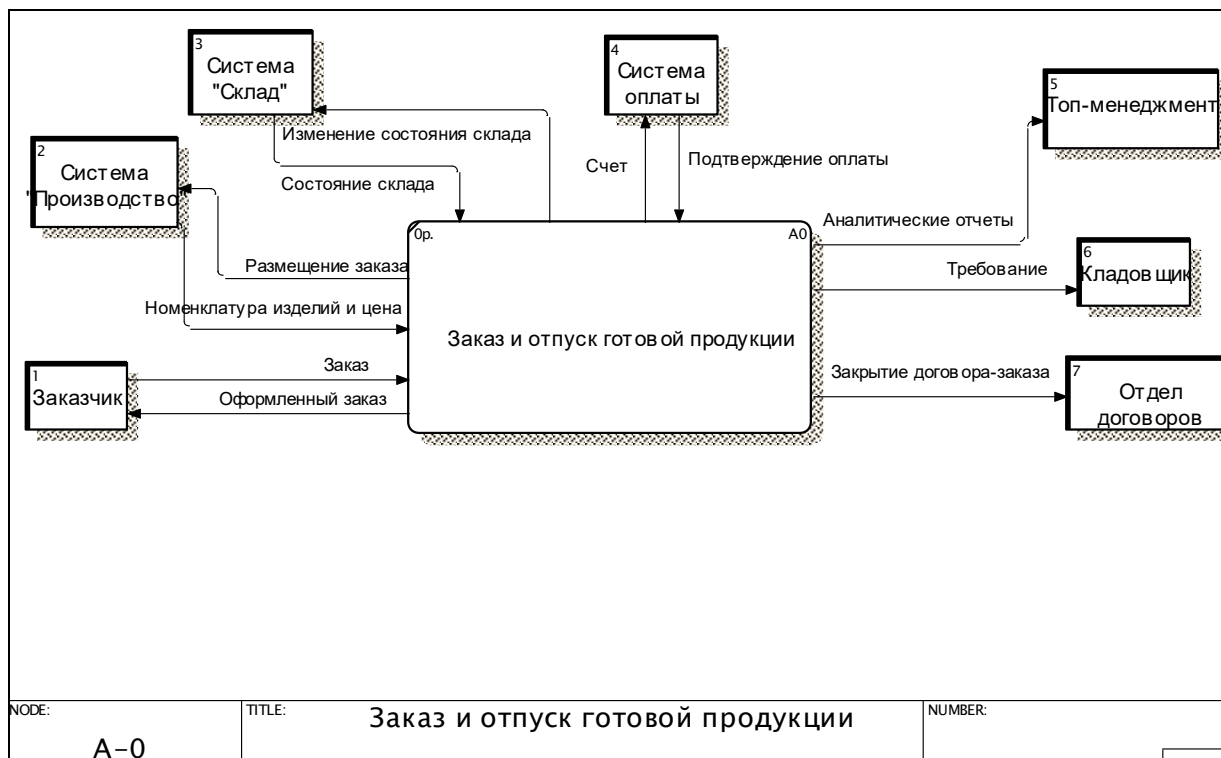 3
Система
"Склад"
4
Система
оплаты
5
Топ-менеджмент
Изменение состояния склада
2
Система
"Производство
Состояние склада
Счет
Подтверждение оплаты
Аналитические отчеты
0р.
A0
6
Кладовщик
Размещение заказа
Требование
Номенклатура изделий и цена
Заказ и отпуск готовой продукции
1
Заказчик
Заказ
Оформленный заказ
Закрытие договора-заказа
7
Отдел
договоров
NODE:
A-0
TITLE:
Заказ и отпуск готовой продукции
NUMBER: